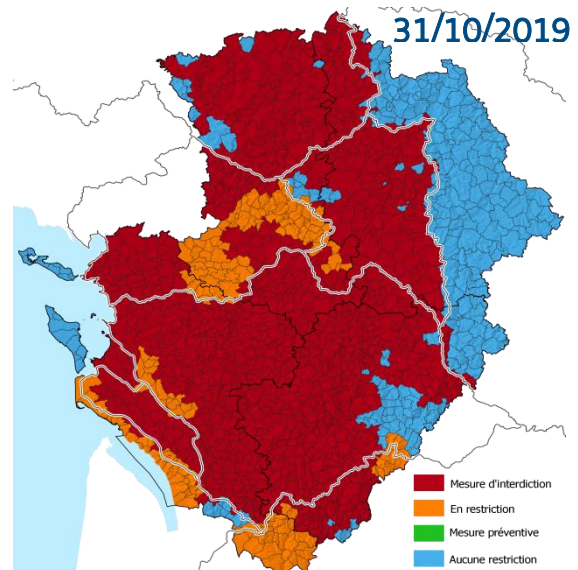 31/10/2019
Mesure d'interdiction
En restriction
Mesure préventive
Aucune restriction